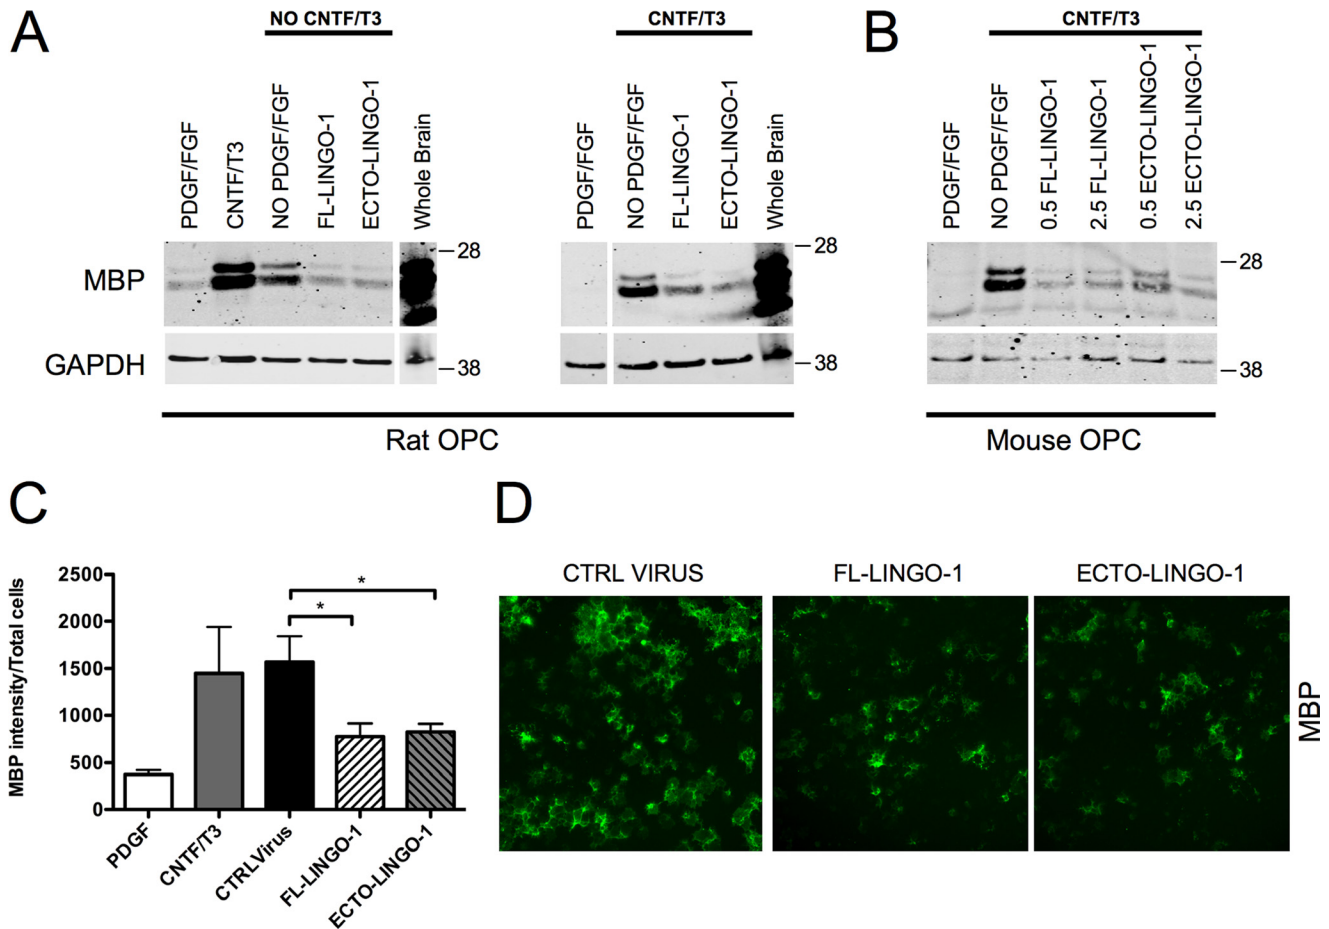 A
NO CNTF/T3
CNTF/T3
B
CNTF/T3
PDGF/FGF
CNTF/T3
NO PDGF/FGF
FL-LINGO-1
ECTO-LINGO-1
Whole Brain
PDGF/FGF
NO PDGF/FGF
FL-LINGO-1
ECTO-LINGO-1
Whole Brain
PDGF/FGF
NO PDGF/FGF
0.5 FL-LINGO-1
2.5 FL-LINGO-1
0.5 ECTO-LINGO-1
2.5 ECTO-LINGO-1
MBP
28
28
28
GAPDH
38
38
38
Rat OPC
Mouse OPC
C
MBP intensity/Total cells
2500
2000
1500
1000
500
0
*
*
PDGF
CNTF/T3
CTRLVirus
FL-LINGO-1
ECTO-LINGO-1
D
CTRL VIRUS
FL-LINGO-1
ECTO-LINGO-1
MBP